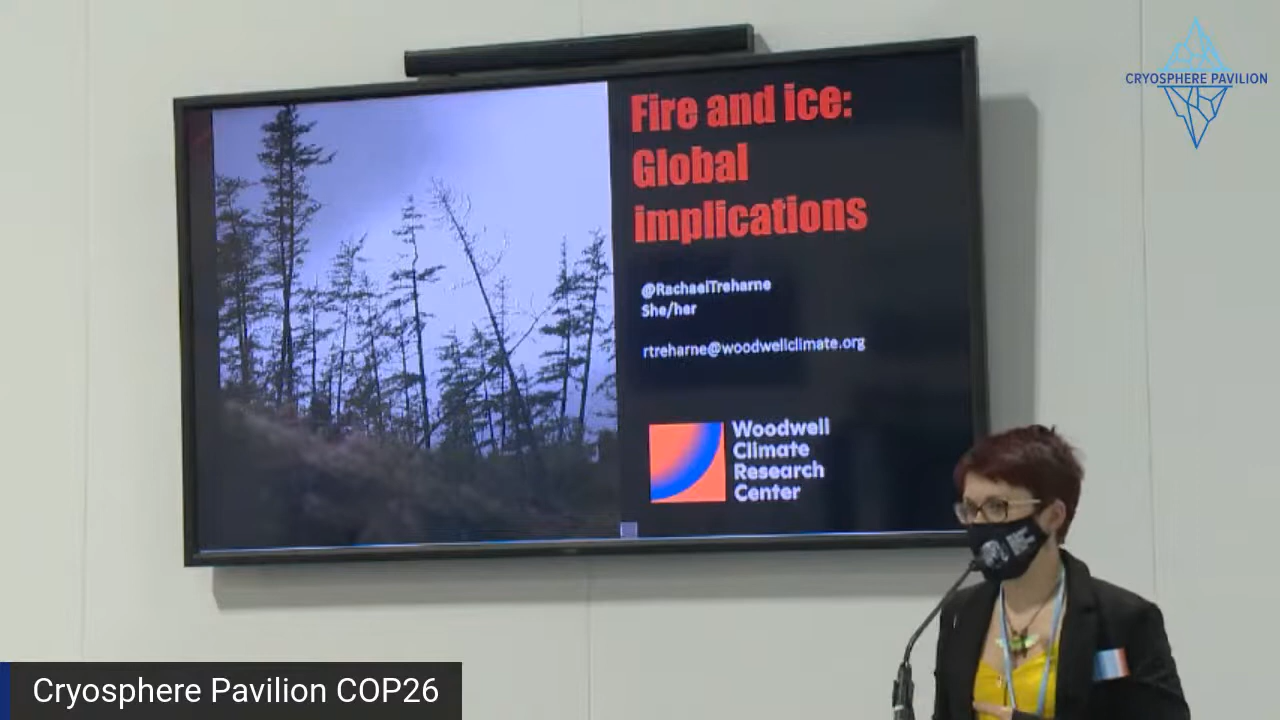 CRYOSPHERE PAVILION
Fire and ice:
Global
implications
@RachaelTreharne
She/her
rtreharne@woodwellclimate.org
Woodwell
Climate
Research
Center
Cryosphere Pavilion COP26